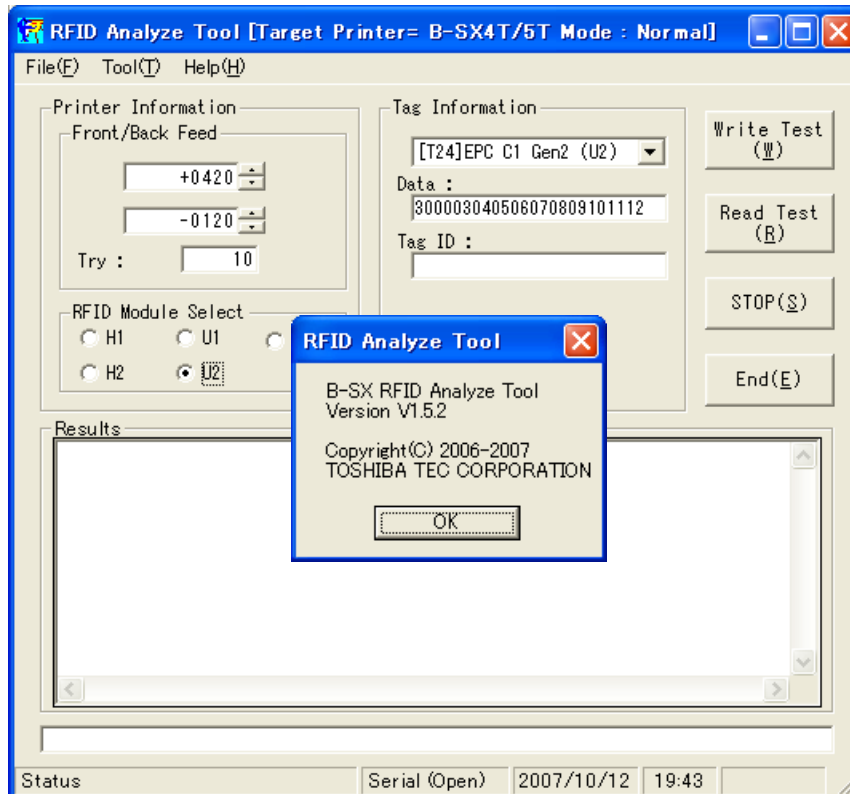 RFID Analyze Tool [Target Printer= B-SX4T/5T Mode : Normal]
File(F) Tool(T) Help(H)
Printer Information
Front/Back Feed
+0420
-0120
Try : 10
RFID Module Select
H1 U1
H2 U2
Tag Information
[T24]EPC C1 Gen2 (U2)
Data :
300003040506070809101112
Tag ID :
Write Test
(W)
Read Test
(R)
STOP(S)
End(E)
RFID Analyze Tool
B-SX RFID Analyze Tool
Version V1.5.2
Copyright(C) 2006-2007
TOSHIBA TEC CORPORATION
OK
Results
Status Serial (Open) 2007/10/12 19:43